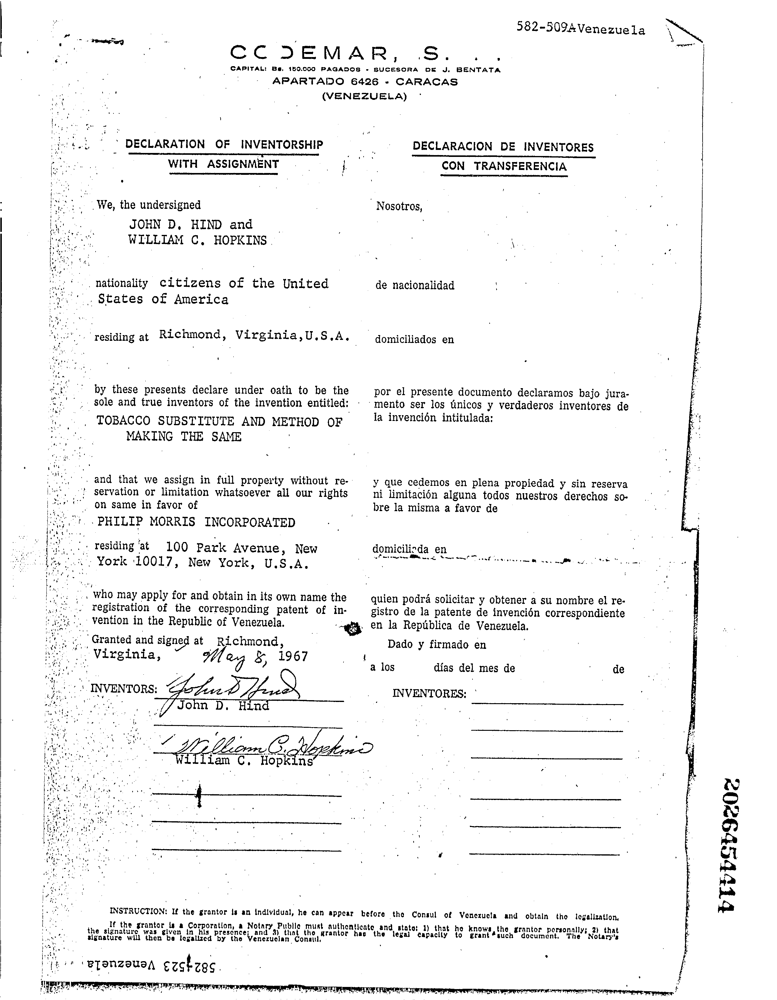 582-509A Venezuela
CODEMAR, S. . .
CAPITAL: Bs. 150.000 PAGADOS - SUCESORA DE J. BENTATA
APARTADO 6426 - CARACAS
(VENEZUELA)
DECLARATION OF INVENTORSHIP
WITH ASSIGNMENT
We, the undersigned
JOHN D. HIND and
WILLIAM C. HOPKINS
nationality citizens of the United
States of America
residing at Richmond, Virginia, U.S.A.
by these presents declare under oath to be the
sole and true inventors of the invention entitled:
TOBACCO SUBSTITUTE AND METHOD OF
MAKING THE SAME
and that we assign in full property without re-
servation or limitation whatsoever all our rights
on same in favor of
PHILIP MORRIS INCORPORATED
residing at 100 Park Avenue, New
York 10017, New York, U.S.A.
who may apply for and obtain in its own name the
registration of the corresponding patent of in-
vention in the Republic of Venezuela.
Granted and signed at Richmond,
Virginia, May 8, 1967
INVENTORS: John D Hind
John D. Hind
William C. Hopkins
William C. Hopkins
DECLARACION DE INVENTORES
CON TRANSFERENCIA
Nosotros,
de nacionalidad
domiciliados en
por el presente documento declaramos bajo jura-
mento ser los únicos y verdaderos inventores de
la invención intitulada:
y que cedemos en plena propiedad y sin reserva
ni limitación alguna todos nuestros derechos so-
bre la misma a favor de
domiciliada en
quien podrá solicitar y obtener a su nombre el re-
gistro de la patente de invención correspondiente
en la República de Venezuela.
Dado y firmado en
a los días del mes de de
INVENTORES:
INSTRUCTION: If the grantor is an individual, he can appear before the Consul of Venezuela and obtain the legalization.
If the grantor is a Corporation, a Notary Public must authenticate and state: 1) that he knows the grantor personally; 2) that
the signature was given in his presence; and 3) that the grantor has the legal capacity to grant such document. The Notary's
signature will then be legalized by the Venezuelan Consul.
582-523 Venezuela
2026454414